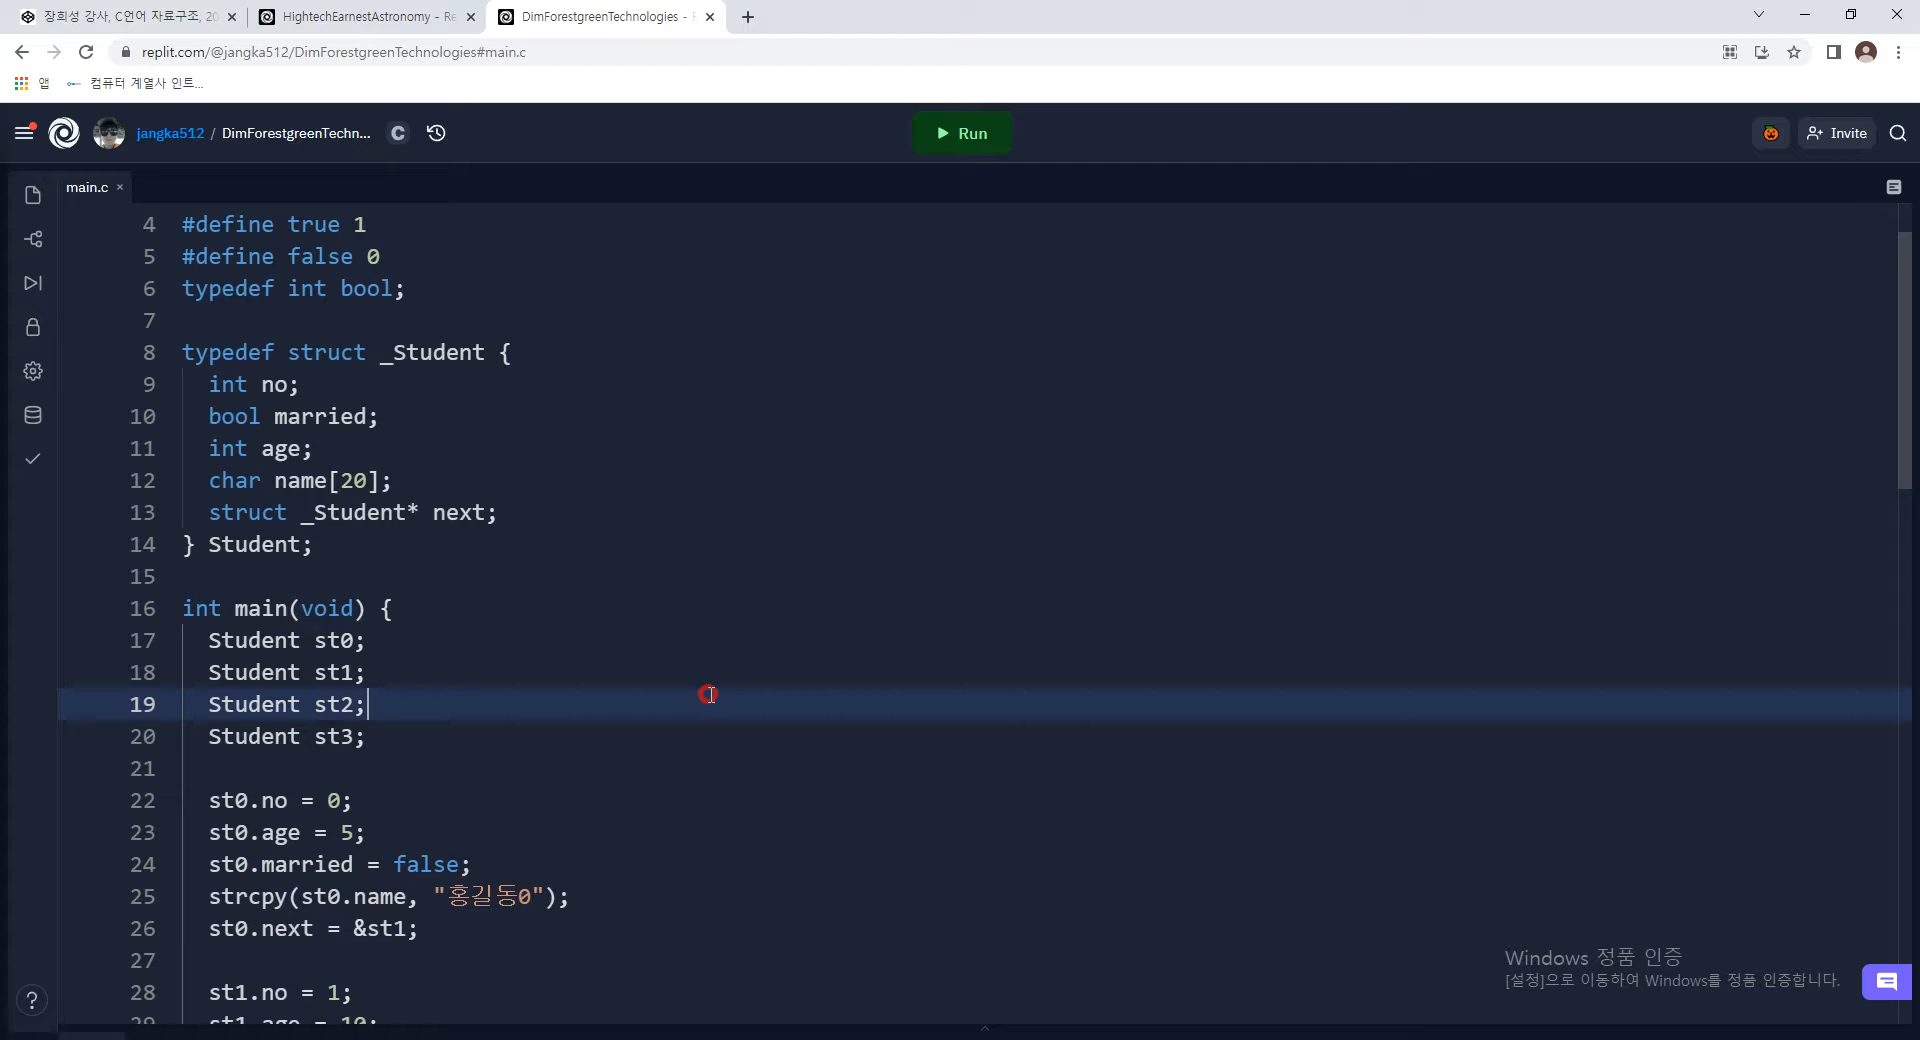 장희성 강사, C언어 자료구조, 20
HightechEarnestAstronomy - Re
DimForestgreenTechnologies - R
replit.com/@jangka512/DimForestgreenTechnologies#main.c
앱
컴퓨터 계열사 인트...
jangka512 / DimForestgreenTechn...
C
Run
Invite
main.c
4 #define true 1
5 #define false 0
6 typedef int bool;
7
8 typedef struct _Student {
9 int no;
10 bool married;
11 int age;
12 char name[20];
13 struct _Student* next;
14 } Student;
15
16 int main(void) {
17 Student st0;
18 Student st1;
19 Student st2;
20 Student st3;
21
22 st0.no = 0;
23 st0.age = 5;
24 st0.married = false;
25 strcpy(st0.name, "홍길동0");
26 st0.next = &st1;
27
28 st1.no = 1;
29 st1.age = 10;
Windows 정품 인증
[설정]으로 이동하여 Windows를 정품 인증합니다.